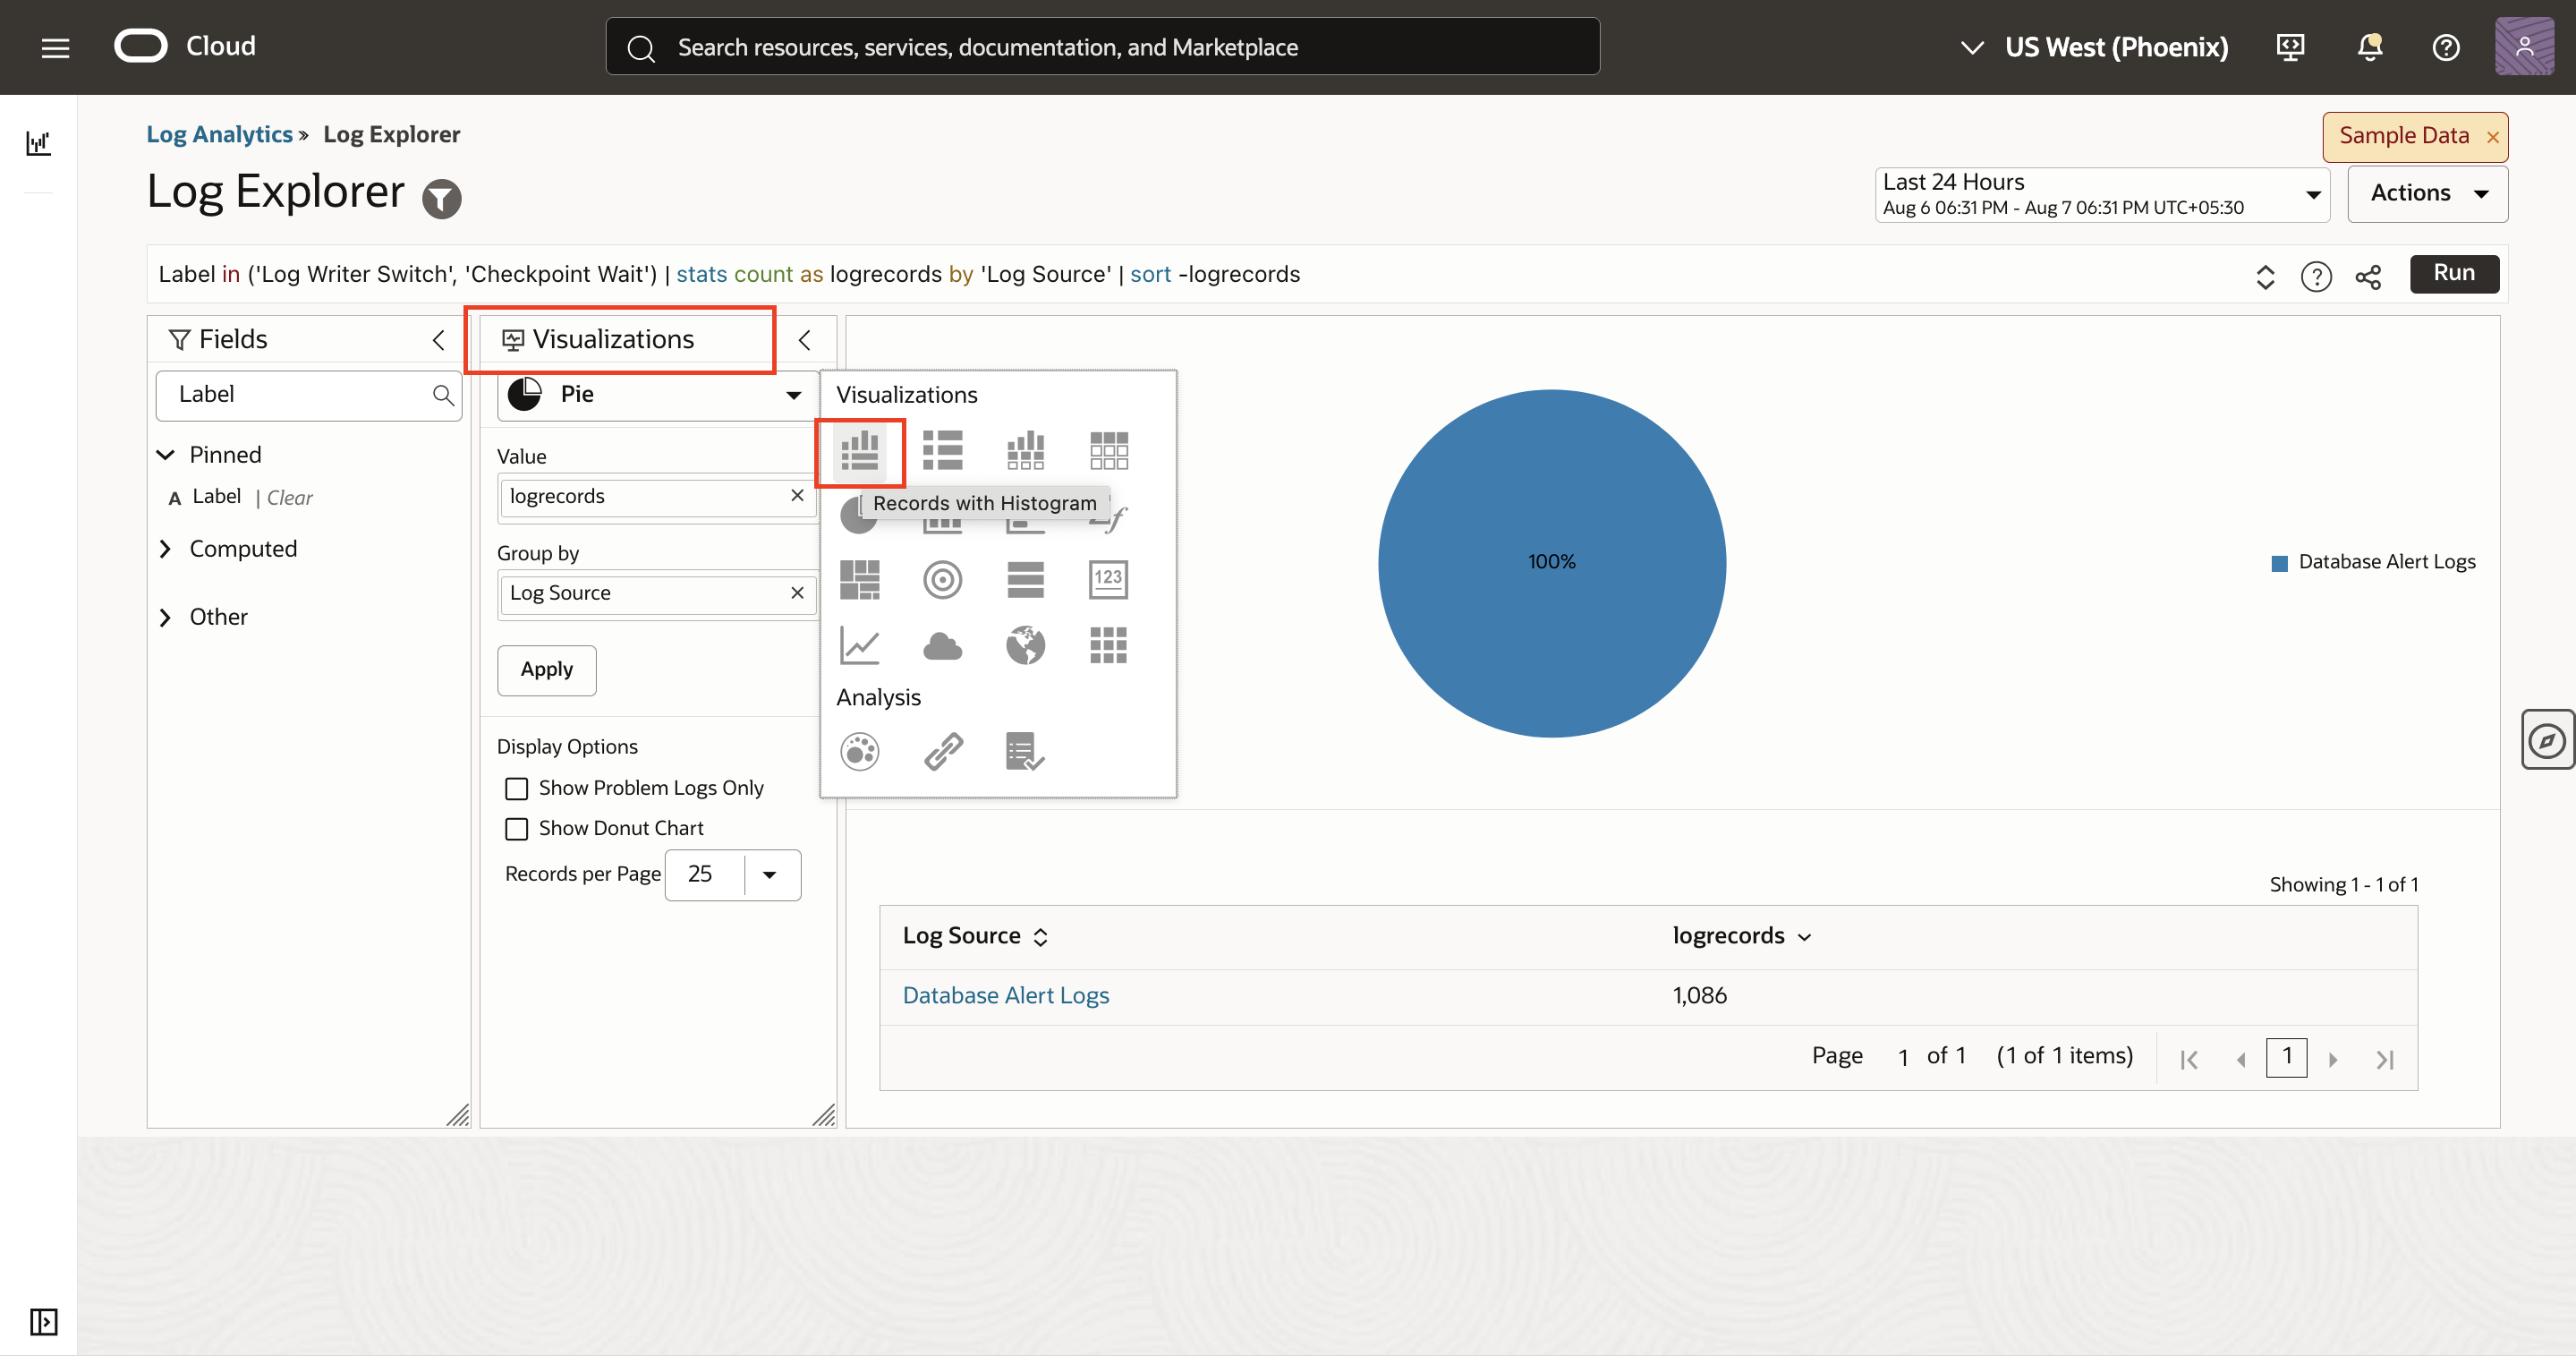 Cloud
Search resources, services, documentation, and Marketplace
US West (Phoenix)
Log Analytics » Log Explorer
Sample Data ×
Log Explorer
Last 24 Hours
Aug 6 06:31 PM - Aug 7 06:31 PM UTC+05:30
Actions
Label in ('Log Writer Switch', 'Checkpoint Wait') | stats count as logrecords by 'Log Source' | sort -logrecords
Run
Fields
Label
Pinned
A Label | Clear
Computed
Other
Visualizations
Pie
Value
logrecords
Group by
Log Source
Apply
Display Options
Show Problem Logs Only
Show Donut Chart
Records per Page 25
Visualizations
Records with Histogram
123
Analysis
100%
Database Alert Logs
Showing 1 - 1 of 1
Log Source logrecords
Database Alert Logs 1,086
Page 1 of 1 (1 of 1 items) 1